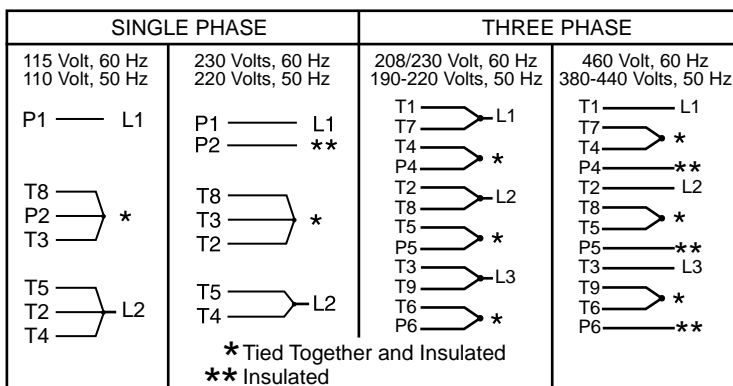 SINGLE PHASE
THREE PHASE
115 Volt, 60 Hz
110 Volt, 50 Hz
P1 L1
T8
P2 *
T3
T5
T2 L2
T4
230 Volts, 60 Hz
220 Volts, 50 Hz
P1 L1
P2 **
T8
T3 *
T2
T5
L2
T4
208/230 Volt, 60 Hz
190-220 Volts, 50 Hz
T1
L1
T7
T4
*
P4
T2
L2
T8
T5
*
P5
T3
L3
T9
T6
*
P6
460 Volt, 60 Hz
380-440 Volts, 50 Hz
T1 L1
T7
*
T4
P4 **
T2 L2
T8
*
T5
P5 **
T3 L3
T9
*
T6
P6 **
* Tied Together and Insulated
** Insulated